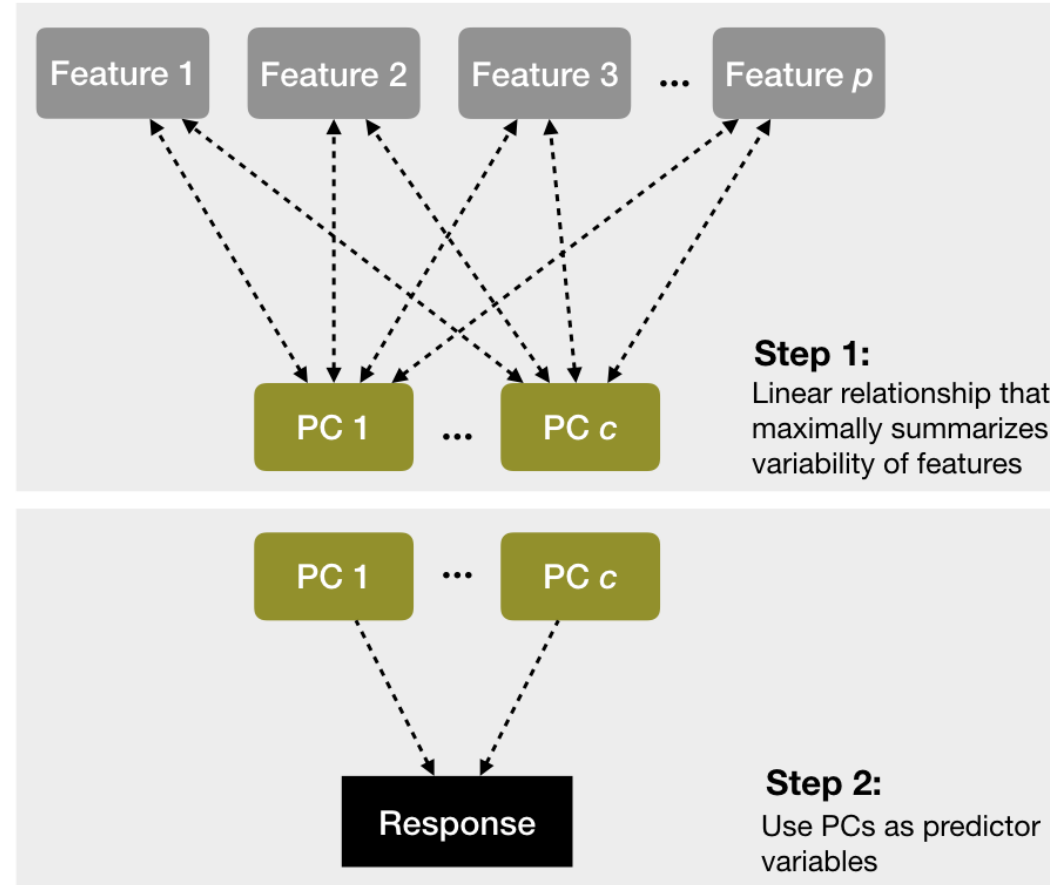 Feature 1 Feature 2 Feature 3 ... Feature p
PC 1 ... PC c
Step 1:
Linear relationship that
maximally summarizes
variability of features
PC 1 ... PC c
Response
Step 2:
Use PCs as predictor
variables